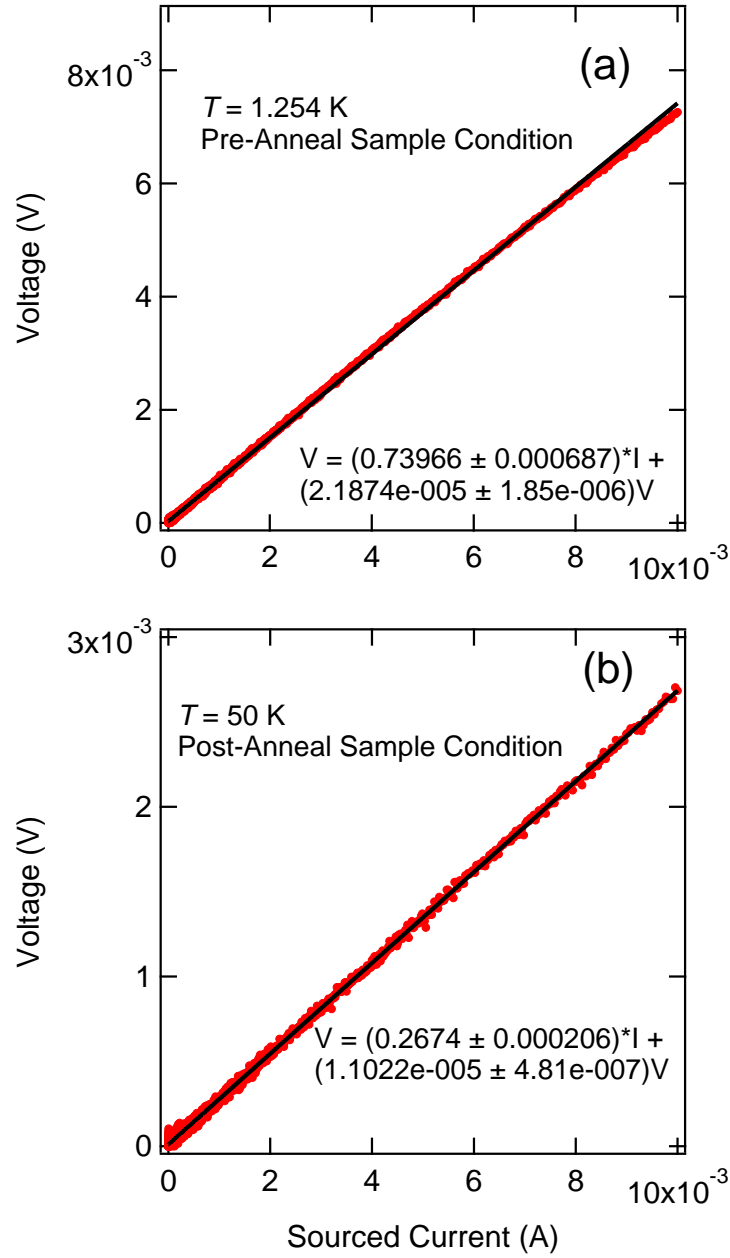 8x10-3
(a)
T = 1.254 K
Pre-Anneal Sample Condition
6
Voltage (V)
4
2
V = (0.73966 ± 0.000687)*I +
(2.1874e-005 ± 1.85e-006)V
0
0 2 4 6 8 10x10-3
3x10-3
(b)
T = 50 K
Post-Anneal Sample Condition
2
Voltage (V)
1
V = (0.2674 ± 0.000206)*I +
(1.1022e-005 ± 4.81e-007)V
0
0 2 4 6 8 10x10-3
Sourced Current (A)